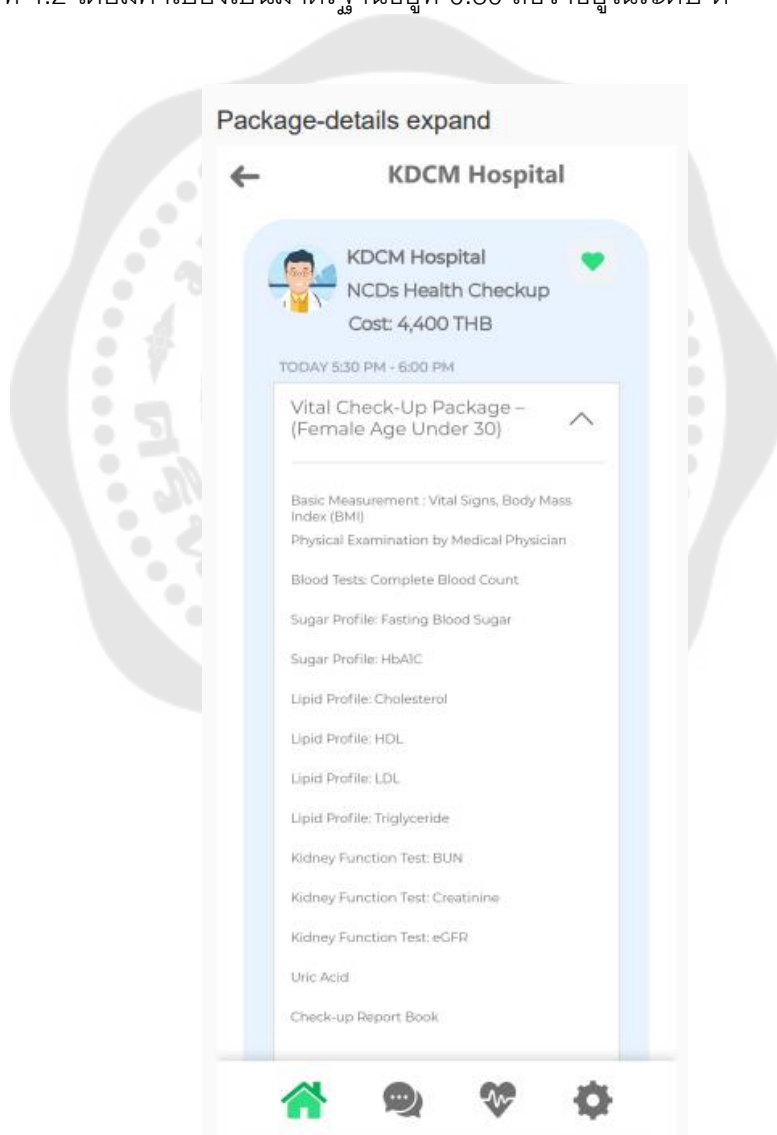 Package-details expand
KDCM Hospital
KDCM Hospital
NCDs Health Checkup
Cost: 4,400 THB
TODAY 5:30 PM - 6:00 PM
Vital Check-Up Package –
(Female Age Under 30)
Basic Measurement : Vital Signs, Body Mass
Index (BMI)
Physical Examination by Medical Physician
Blood Tests: Complete Blood Count
Sugar Profile: Fasting Blood Sugar
Sugar Profile: HbA1C
Lipid Profile: Cholesterol
Lipid Profile: HDL
Lipid Profile: LDL
Lipid Profile: Triglyceride
Kidney Function Test: BUN
Kidney Function Test: Creatinine
Kidney Function Test: eGFR
Uric Acid
Check-up Report Book